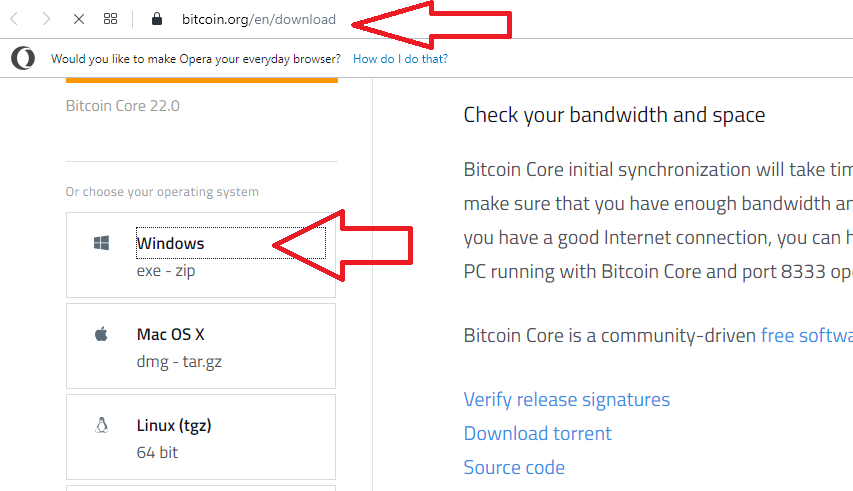 bitcoin.org/en/download
Would you like to make Opera your everyday browser? How do I do that?
Bitcoin Core 22.0
Or choose your operating system
Windows
exe - zip
Mac OS X
dmg - tar.gz
Linux (tgz)
64 bit
Check your bandwidth and space
Bitcoin Core initial synchronization will take
make sure that you have enough bandwidth
you have a good Internet connection, you can
PC running with Bitcoin Core and port 8333
Bitcoin Core is a community-driven free
Verify release signatures
Download torrent
Source code